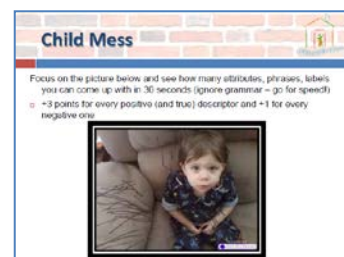 Child Mess
Focus on the picture below and see how many attributes, phrases, labels
you can come up with in 30 seconds (ignore grammar – go for speed!)
+3 points for every positive (and true) descriptor and +1 for every
negative one